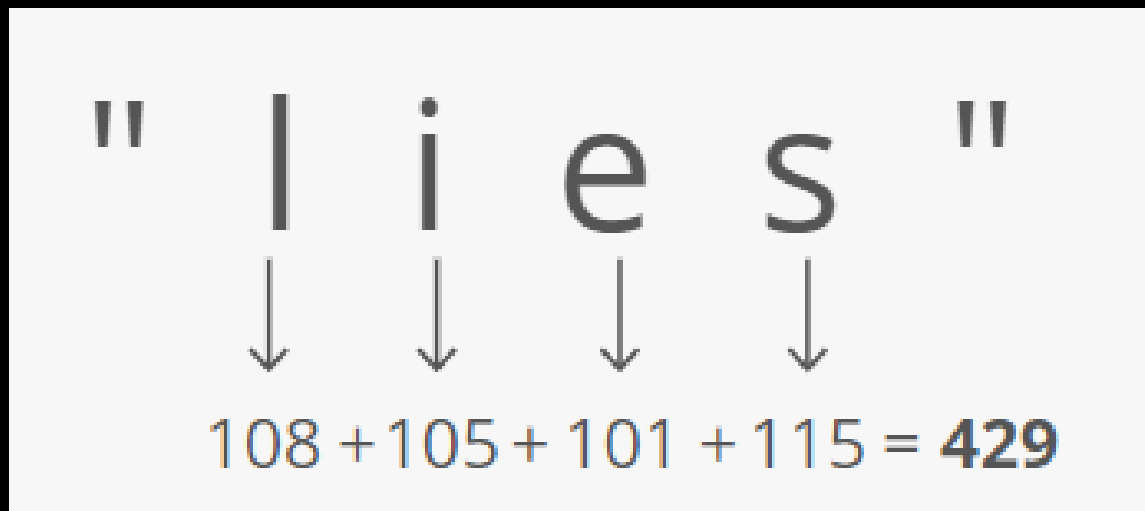 " l i e s "
108 + 105 + 101 + 115 = 429